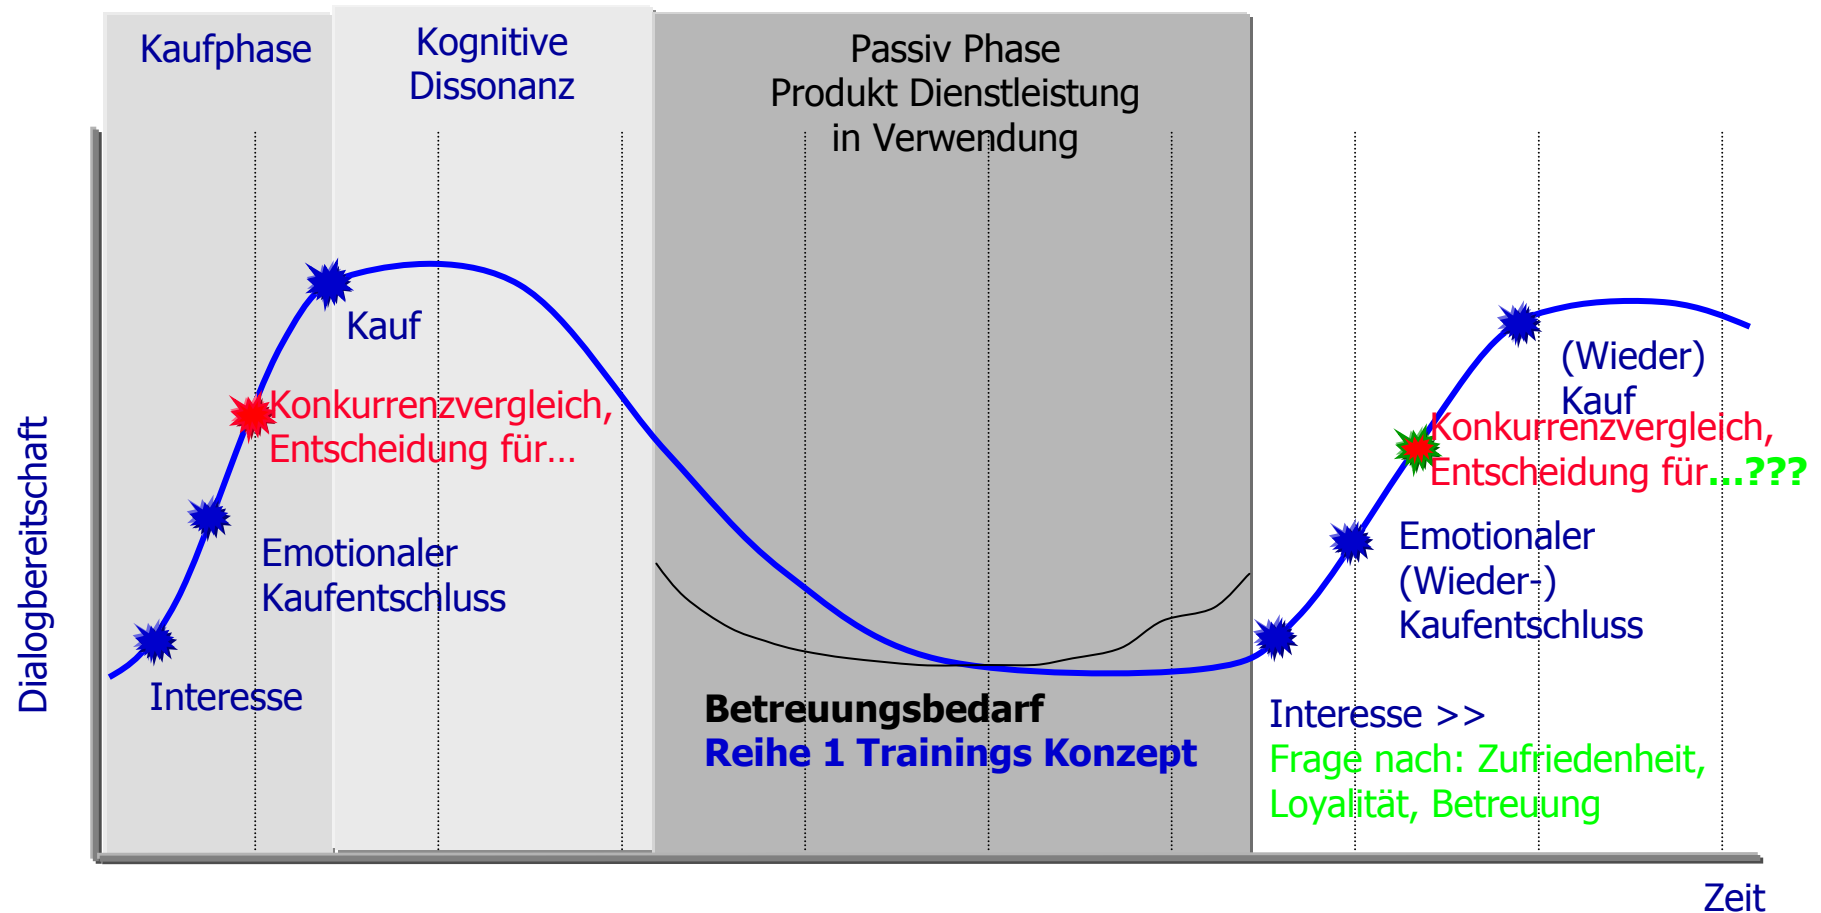 Kaufphase
Kognitive
Dissonanz
Passiv Phase
Produkt Dienstleistung
in Verwendung
Dialogbereitschaft
Kauf
Konkurrenzvergleich,
Entscheidung für...
Emotionaler
Kaufentschluss
Interesse
Betreuungsbedarf
Reihe 1 Trainings Konzept
(Wieder)
Kauf
Konkurrenzvergleich,
Entscheidung für...???
Emotionaler
(Wieder-)
Kaufentschluss
Interesse >>
Frage nach: Zufriedenheit,
Loyalität, Betreuung
Zeit